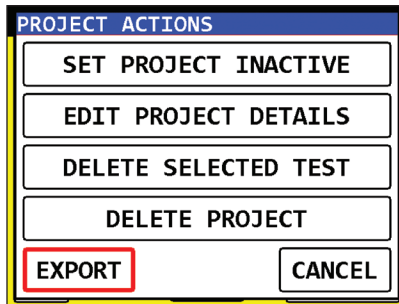 PROJECT ACTIONS
SET PROJECT INACTIVE
EDIT PROJECT DETAILS
DELETE SELECTED TEST
DELETE PROJECT
EXPORT
CANCEL